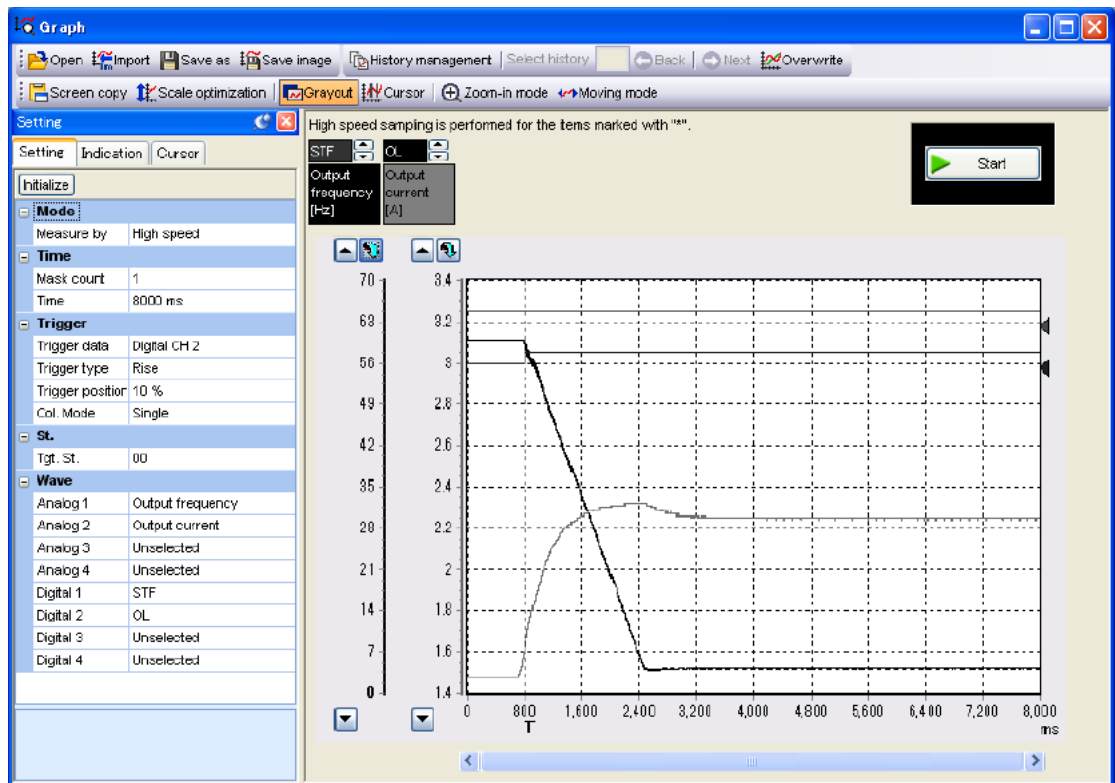 Graph
Open Import Save as Save image History management Select history Back Next Overwrite
Screen copy Scale optimization Grayout Cursor Zoom-in mode Moving mode
Setting
Setting Indication Cursor
Initialize
Mode
Measure by High speed
Time
Mask count 1
Time 8000 ms
Trigger
Trigger data Digital CH 2
Trigger type Rise
Trigger position 10 %
Col. Mode Single
St.
Tgt. St. 00
Wave
Analog 1 Output frequency
Analog 2 Output current
Analog 3 Unselected
Analog 4 Unselected
Digital 1 STF
Digital 2 OL
Digital 3 Unselected
Digital 4 Unselected
High speed sampling is performed for the items marked with "*".
STF OL
Output frequency [Hz]
Output current [A]
Start
70 3.4
63 3.2
56 3
49 2.8
42 2.6
35 2.4
28 2.2
21 2
14 1.8
7 1.6
0 1.4
0 800 1,600 2,400 3,200 4,000 4,800 5,600 6,400 7,200 8,000
T
ms